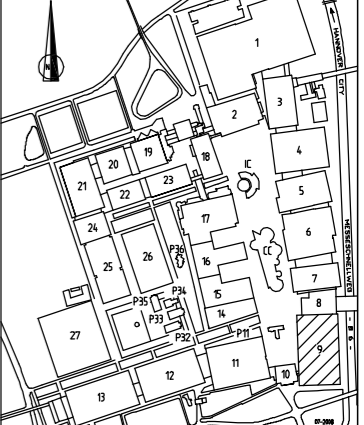 HANNOVER
CITY
1
2
3
4
5
6
7
8
9
10
11
12
13
14
15
16
17
18
19
20
21
22
23
24
25
26
27
IC
CC
P11
P32
P33
P34
P35
P36
N
MESSESCHNELLWEG
- B 6 -
07-2008